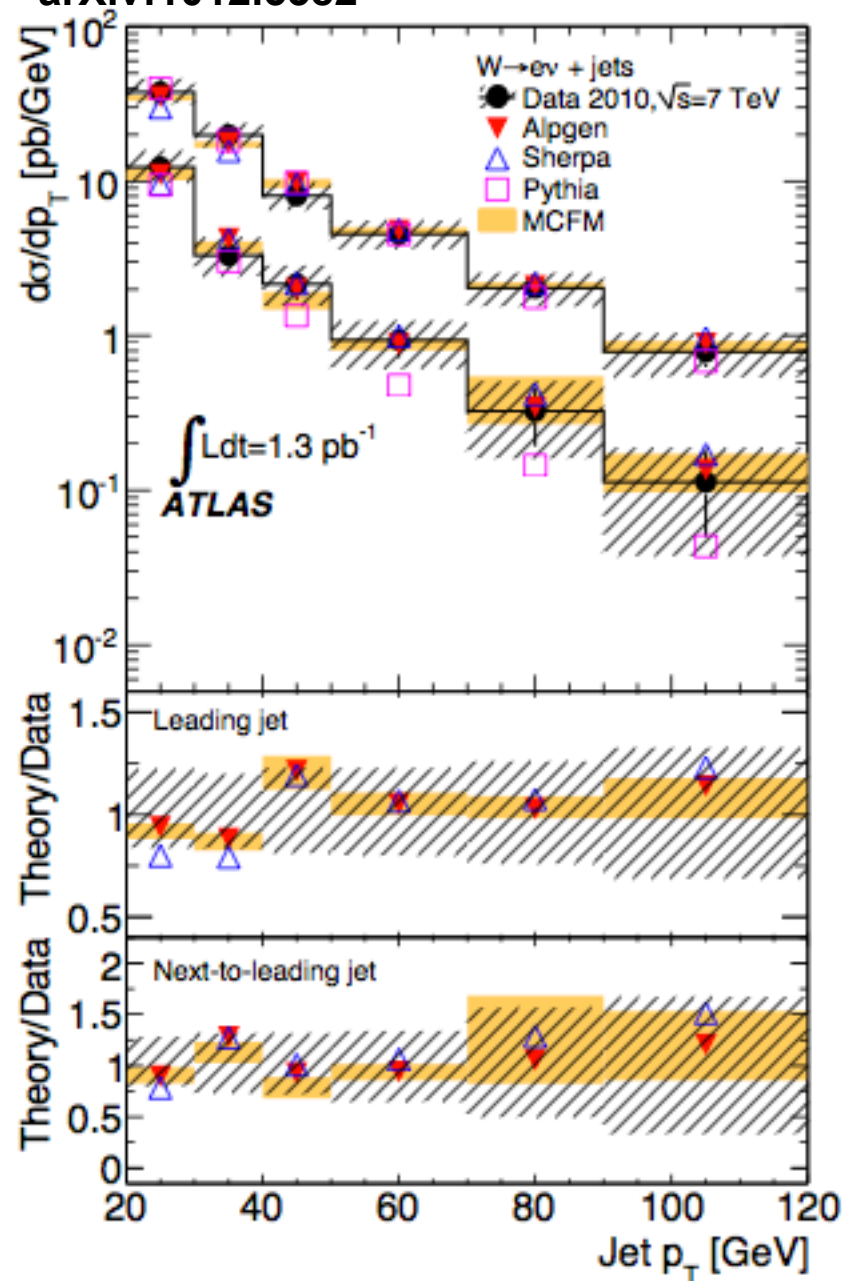 10²
dσ/dp_T [pb/GeV]
W→eν + jets
Data 2010,√s=7 TeV
Alpgen
Sherpa
Pythia
MCFM
10
1
∫Ldt=1.3 pb⁻¹
10⁻¹
ATLAS
10⁻²
Theory/Data
1.5
Leading jet
1
0.5
Theory/Data
2
Next-to-leading jet
1.5
1
0.5
0
20 40 60 80 100 120
Jet p_T [GeV]